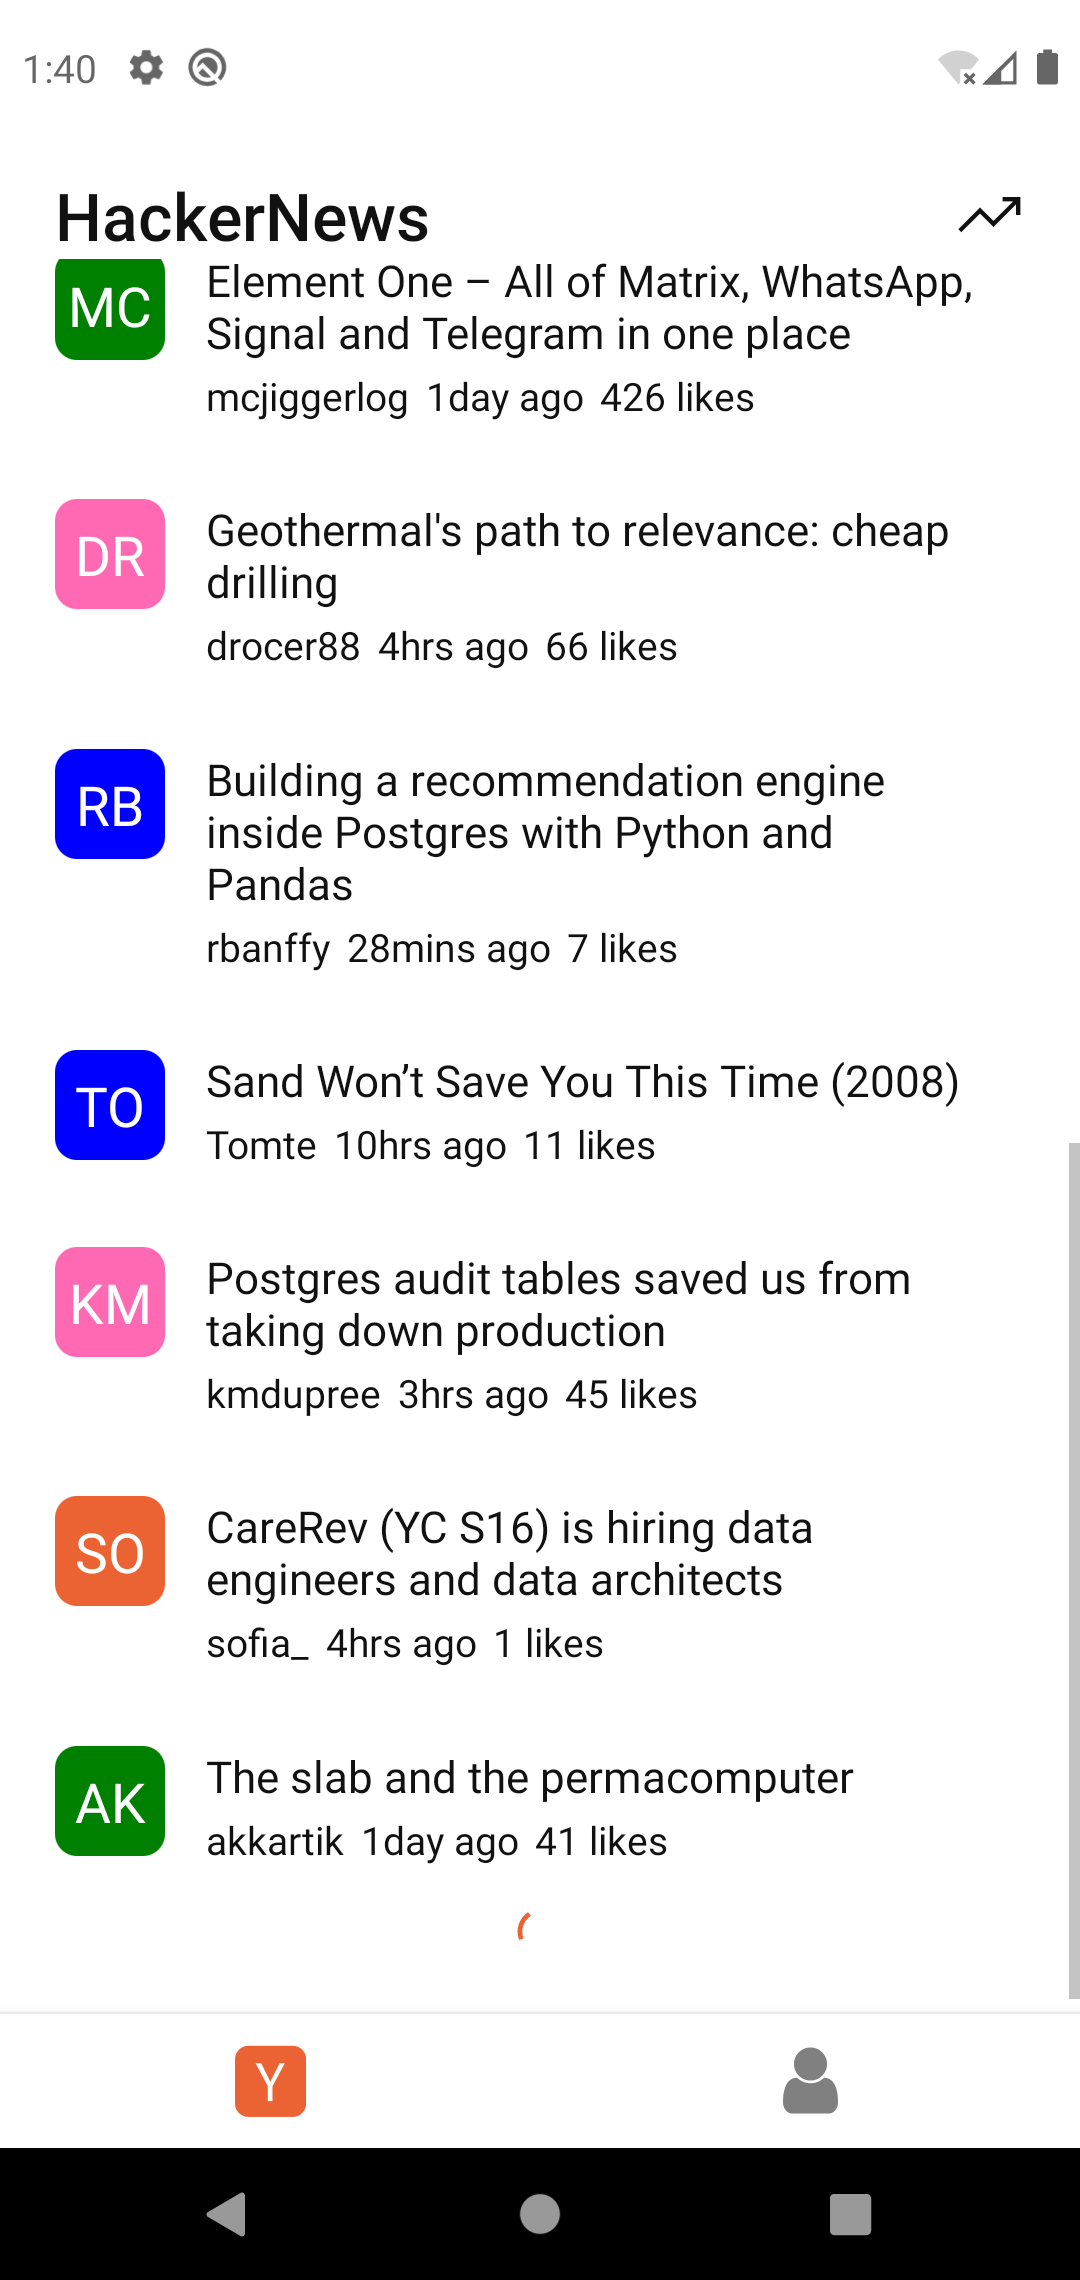 1:40
HackerNews
MC
Element One – All of Matrix, WhatsApp,
Signal and Telegram in one place
mcjiggerlog 1day ago 426 likes
DR
Geothermal's path to relevance: cheap
drilling
drocer88 4hrs ago 66 likes
RB
Building a recommendation engine
inside Postgres with Python and
Pandas
rbanffy 28mins ago 7 likes
TO
Sand Won’t Save You This Time (2008)
Tomte 10hrs ago 11 likes
KM
Postgres audit tables saved us from
taking down production
kmdupree 3hrs ago 45 likes
SO
CareRev (YC S16) is hiring data
engineers and data architects
sofia_ 4hrs ago 1 likes
AK
The slab and the permacomputer
akkartik 1day ago 41 likes
Y